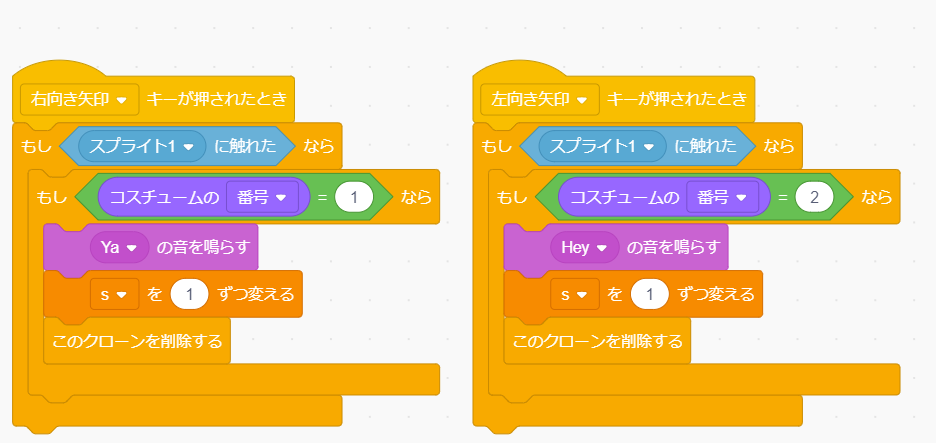 右向き矢印 キーが押されたとき
もし スプライト1 に触れた なら
もし コスチュームの 番号 = 1 なら
Ya の音を鳴らす
s を 1 ずつ変える
このクローンを削除する
左向き矢印 キーが押されたとき
もし スプライト1 に触れた なら
もし コスチュームの 番号 = 2 なら
Hey の音を鳴らす
s を 1 ずつ変える
このクローンを削除する